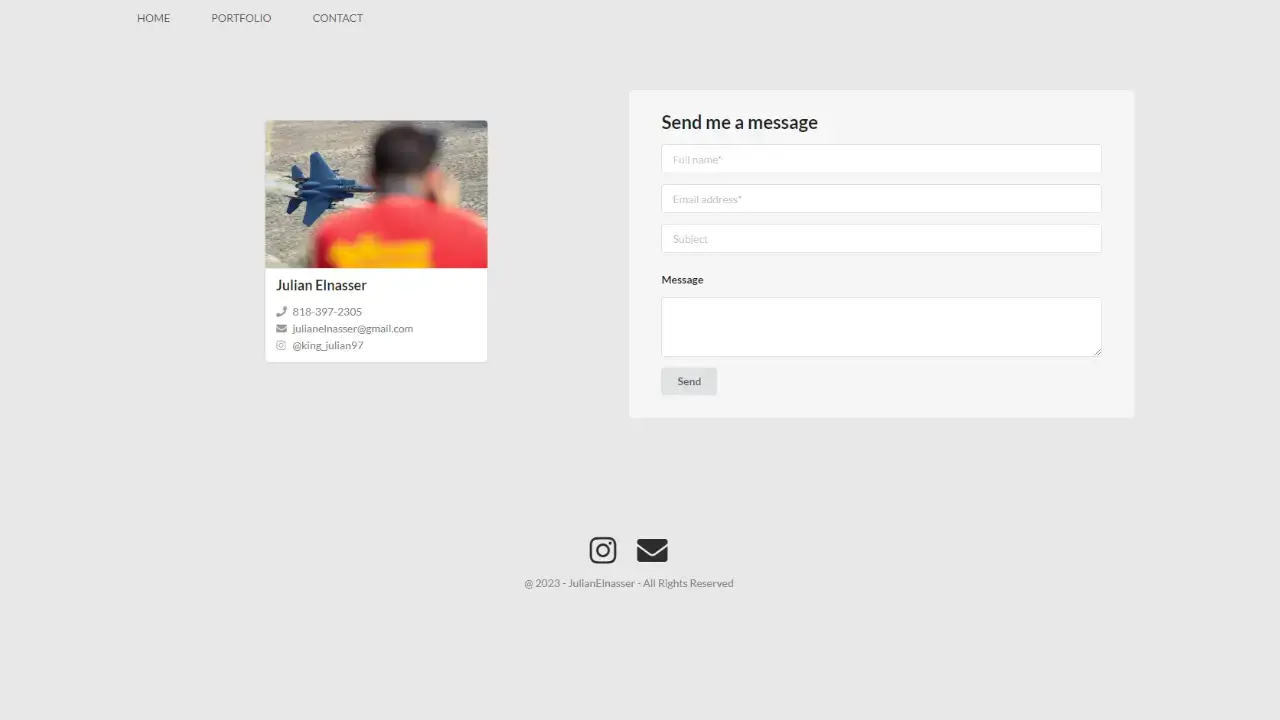 HOME PORTFOLIO CONTACT
Julian Elnasser
818-397-2305
julianelnasser@gmail.com
@king_julian97
Send me a message
Full name*
Email address*
Subject
Message
Send
@ 2023 - JulianElnasser - All Rights Reserved